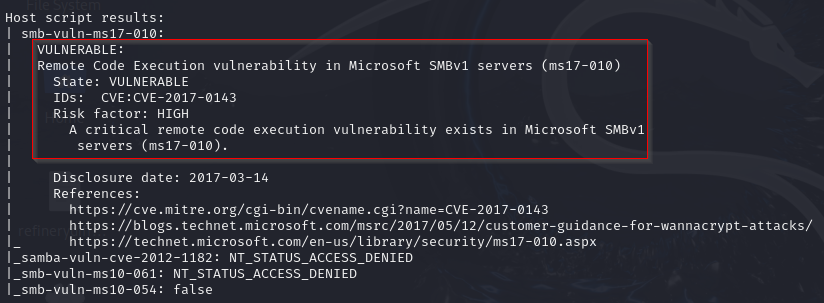 File System
Host script results:
| smb-vuln-ms17-010:
|   VULNERABLE:
|   Remote Code Execution vulnerability in Microsoft SMBv1 servers (ms17-010)
|     State: VULNERABLE
|     IDs:  CVE:CVE-2017-0143
|     Risk factor: HIGH
|       A critical remote code execution vulnerability exists in Microsoft SMBv1
|        servers (ms17-010).
|
|     Disclosure date: 2017-03-14
|     References:
|       https://cve.mitre.org/cgi-bin/cvename.cgi?name=CVE-2017-0143
|       https://blogs.technet.microsoft.com/msrc/2017/05/12/customer-guidance-for-wannacrypt-attacks/
|_      https://technet.microsoft.com/en-us/library/security/ms17-010.aspx
refinery
|_samba-vuln-cve-2012-1182: NT_STATUS_ACCESS_DENIED
|_smb-vuln-ms10-061: NT_STATUS_ACCESS_DENIED
|_smb-vuln-ms10-054: false